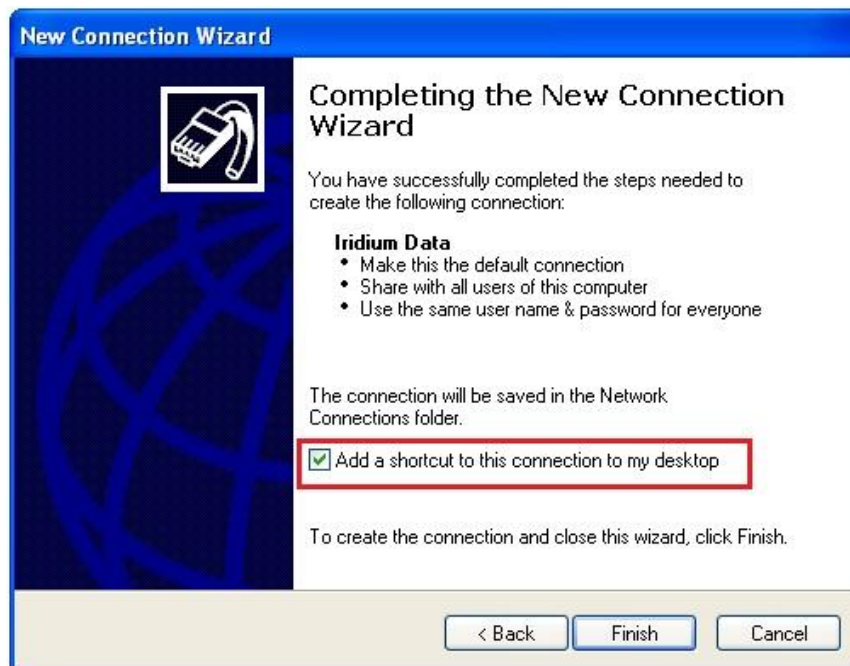 New Connection Wizard
Completing the New Connection
Wizard
You have successfully completed the steps needed to
create the following connection:
Iridium Data
• Make this the default connection
• Share with all users of this computer
• Use the same user name & password for everyone
The connection will be saved in the Network
Connections folder.
Add a shortcut to this connection to my desktop
To create the connection and close this wizard, click Finish.
< Back Finish Cancel